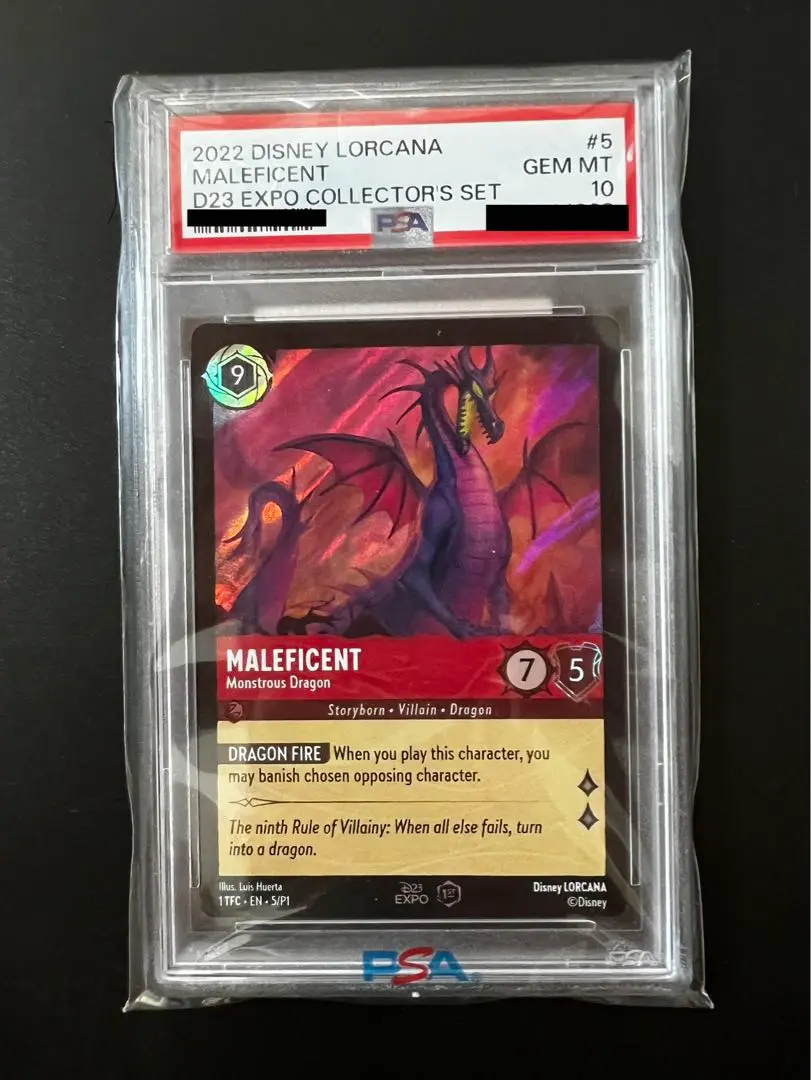 2022 DISNEY LORCANA #5
MALEFICENT GEM MT
D23 EXPO COLLECTOR'S SET 10
PSA
9
MALEFICENT
Monstrous Dragon
7 5
Storyborn • Villain • Dragon
DRAGON FIRE When you play this character, you
may banish chosen opposing character.
The ninth Rule of Villainy: When all else fails, turn
into a dragon.
Illus. Luis Huerta
1TFC • EN • 5/P1
D23
EXPO
1ST
Disney LORCANA
©Disney
PSA
PSA